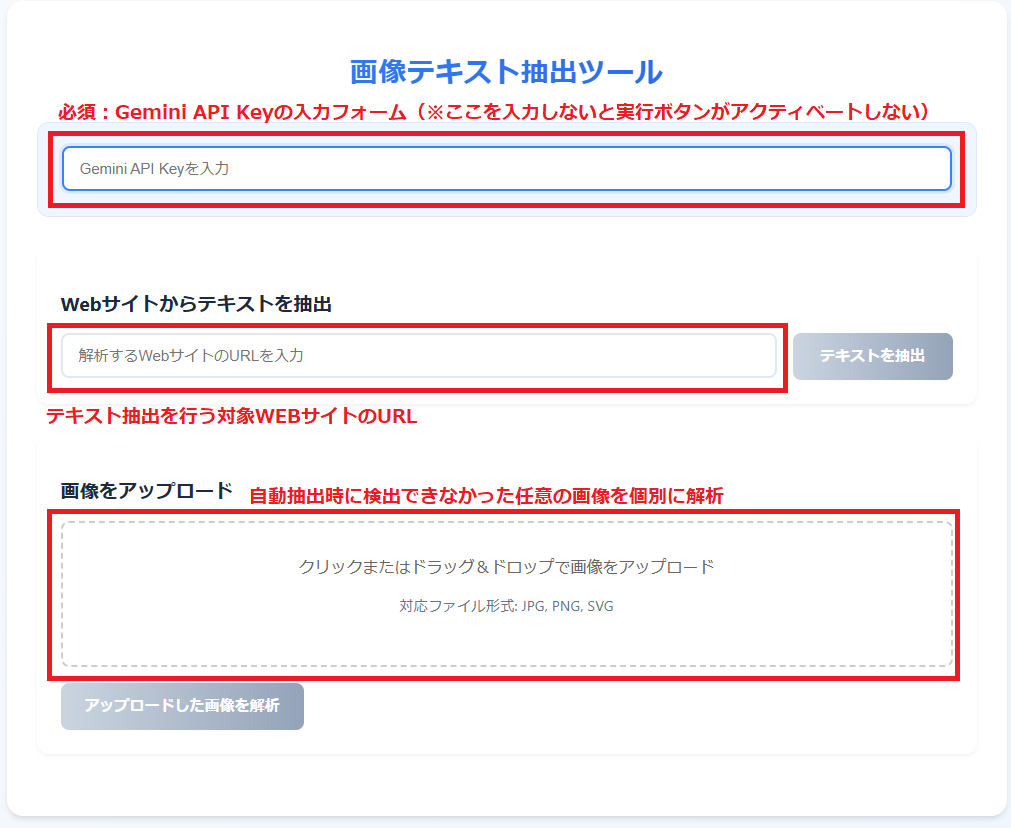 画像テキスト抽出ツール
必須：Gemini API Keyの入力フォーム（※ここを入力しないと実行ボタンがアクティベートしない）
Gemini API Keyを入力
Webサイトからテキストを抽出
解析するWebサイトのURLを入力
テキストを抽出
テキスト抽出を行う対象WEBサイトのURL
画像をアップロード
自動抽出時に検出できなかった任意の画像を個別に解析
クリックまたはドラッグ＆ドロップで画像をアップロード
対応ファイル形式: JPG, PNG, SVG
アップロードした画像を解析